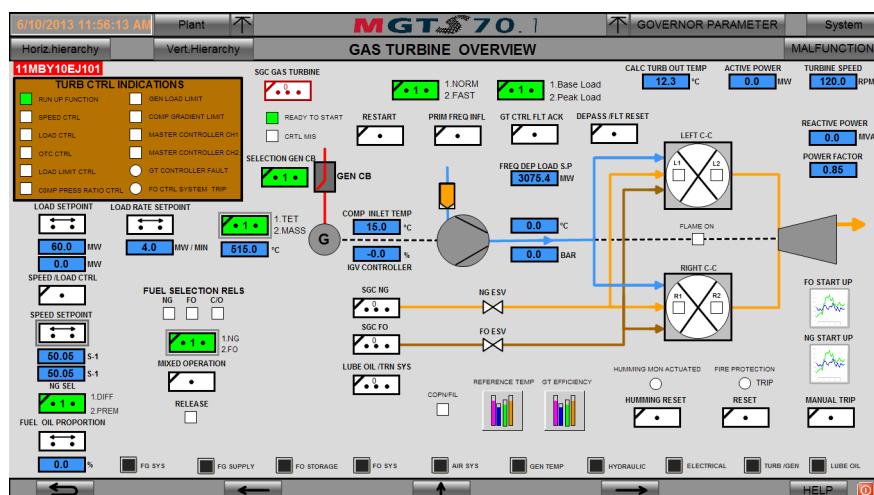 6/10/2013 11:56:13 AM Plant MGT 70.1 GOVERNOR PARAMETER System
Horiz.hierarchy Vert.Hierarchy GAS TURBINE OVERVIEW MALFUNCTION
11MBY10EJ101
TURB CTRL INDICATIONS
RUN UP FUNCTION GEN LOAD LIMIT
SPEED CTRL COMP GRADIENT LIMIT
LOAD CTRL MASTER CONTROLLER CH1
OTC CTRL MASTER CONTROLLER CH2
LOAD LIMIT CTRL GT CONTROLLER FAULT
COMP PRESS RATIO CTRL FO CTRL SYSTEM TRIP
SGC GAS TURBINE
READY TO START
CRTL MIS
1
1.NORM
2.FAST
1
1.Base Load
2.Peak Load
CALC TURB OUT TEMP
12.3 °C
ACTIVE POWER
0.0 MW
TURBINE SPEED
120.0 RPM
REACTIVE POWER
0.0 MVA
POWER FACTOR
0.85
RESTART PRIM FREQ INFL GT CTRL FLT ACK DEPASS /FLT RESET
SELECTION GEN CB
1
GEN CB
FREQ DEP LOAD S.P
3075.4 MW
LEFT C-C
L1 L2
LOAD SETPOINT
60.0 MW
0.0 MW
LOAD RATE SETPOINT
4.0 MW / MIN
1
1.TET
2.MASS
515.0 °C
G
COMP INLET TEMP
15.0 °C
-0.0 %
IGV CONTROLLER
0.0 °C
0.0 BAR
FLAME ON
RIGHT C-C
R1 R2
SPEED /LOAD CTRL
SPEED SETPOINT
50.05 S-1
50.05 S-1
NG SEL
1
1.DIFF
2.PREM
FUEL OIL PROPORTION
0.0 %
FUEL SELECTION RELS
NG FO C/O
1
1.NG
2.FO
MIXED OPERATION
RELEASE
SGC NG
NG ESV
SGC FO
FO ESV
LUBE OIL /TRN SYS
COPN/FIL
REFERENCE TEMP GT EFFICIENCY
HUMMING MON ACTUATED FIRE PROTECTION
TRIP
HUMMING RESET RESET MANUAL TRIP
FO START UP
NG START UP
FG SYS FG SUPPLY FO STORAGE FO SYS AIR SYS GEN TEMP HYDRAULIC ELECTRICAL TURB /GEN LUBE OIL
HELP